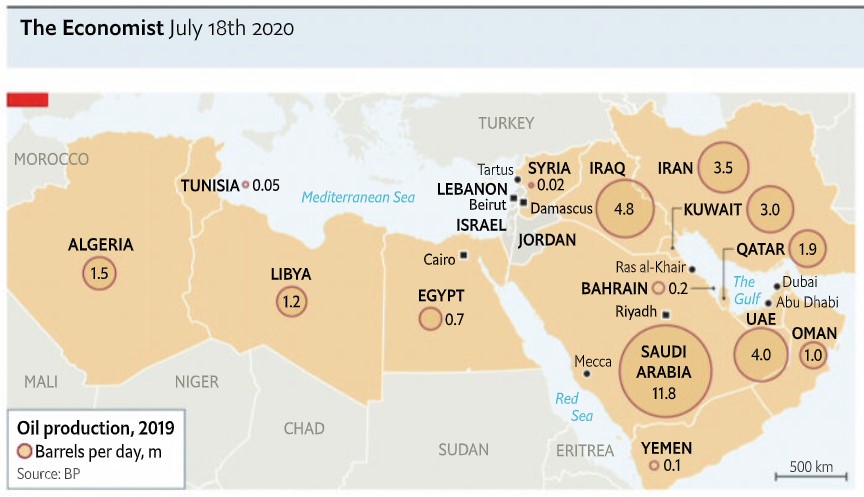 The Economist July 18th 2020
TURKEY
MOROCCO
Tartus
SYRIA
0.02
IRAQ
4.8
IRAN
3.5
TUNISIA
0.05
Mediterranean Sea
LEBANON
Beirut
Damascus
KUWAIT
3.0
ISRAEL
JORDAN
QATAR
1.9
ALGERIA
1.5
LIBYA
1.2
Cairo
EGYPT
0.7
Ras al-Khair
BAHRAIN
0.2
The
Gulf
Dubai
Abu Dhabi
Riyadh
UAE
4.0
OMAN
1.0
SAUDI
ARABIA
11.8
Mecca
Red
Sea
MALI
NIGER
CHAD
SUDAN
ERITREA
YEMEN
0.1
Oil production, 2019
Barrels per day, m
Source: BP
500 km